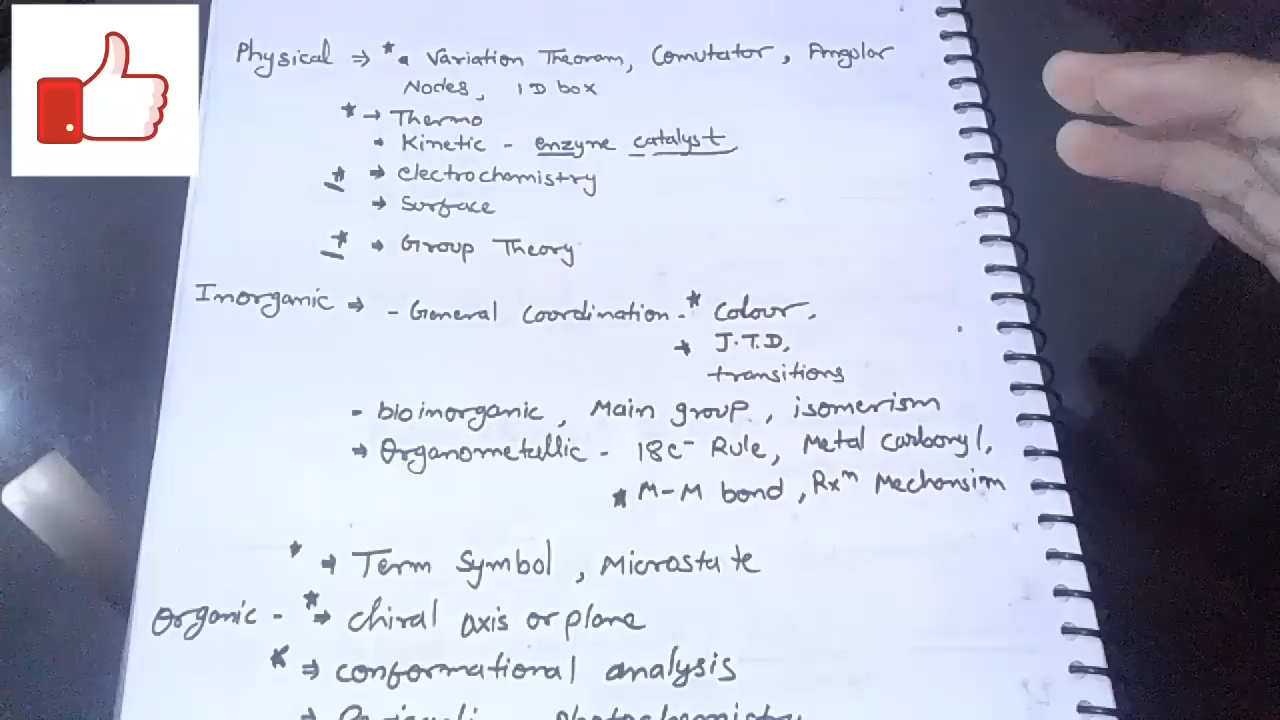 Physical ⇒ * Variation Theoram, Comutator, Angular
Nodes, 1D box
* → Thermo
• Kinetic - enzyne catalyst
* → electrochemistry
→ Surface
* → Group Theory
Inorganic ⇒ - General coordination - * Colour.
→ J.T.D,
transitions
- bioinorganic, Main group, isomerism
→ Organometallic - 18e⁻ Rule, Metal Carbonyl,
* M-M bond, Rxⁿ Mechansim
* → Term Symbol, Microstate
Organic - * ⇒ chiral axis or plane
* ⇒ conformational analysis
→ photochemistry